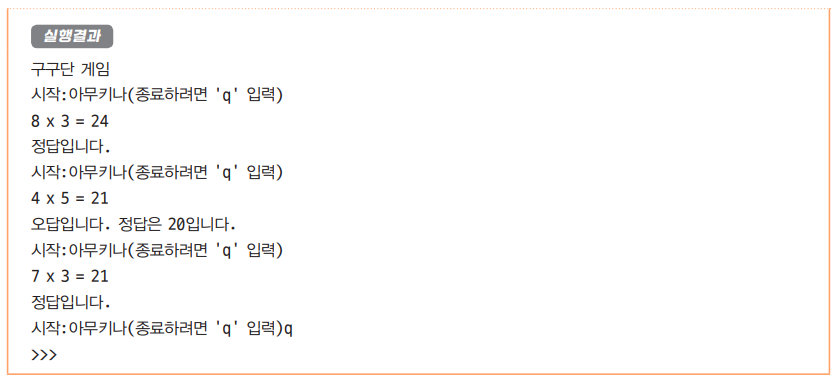 실행결과
구구단 게임
시작:아무키나(종료하려면 'q' 입력)
8 x 3 = 24
정답입니다.
시작:아무키나(종료하려면 'q' 입력)
4 x 5 = 21
오답입니다. 정답은 20입니다.
시작:아무키나(종료하려면 'q' 입력)
7 x 3 = 21
정답입니다.
시작:아무키나(종료하려면 'q' 입력)q
>>>